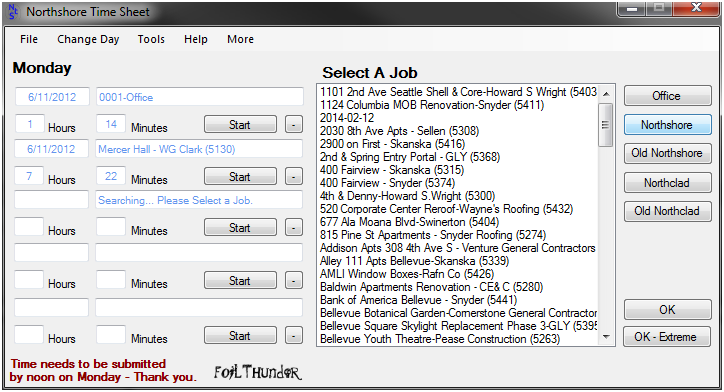 NtS Northshore Time Sheet
File Change Day Tools Help More
Monday
6/11/2012 0001-Office
1 Hours 14 Minutes Start -
6/11/2012 Mercer Hall - WG Clark (5130)
7 Hours 22 Minutes Start -
Searching... Please Select a Job.
Hours Minutes Start -
Hours Minutes Start -
Hours Minutes Start -
Time needs to be submitted
by noon on Monday - Thank you.
FoilThunder
Select A Job
1101 2nd Ave Seattle Shell & Core-Howard S Wright (5403
1124 Columbia MOB Renovation-Snyder (5411)
2014-02-12
2030 8th Ave Apts - Sellen (5308)
2900 on First - Skanska (5416)
2nd & Spring Entry Portal - GLY (5368)
400 Fairview - Skanska (5315)
400 Fairview - Snyder (5374)
4th & Denny-Howard S.Wright (5300)
520 Corporate Center Reroof-Wayne's Roofing (5432)
677 Ala Moana Blvd-Swinerton (5404)
815 Pine St Apartments - Snyder Roofing (5274)
Addison Apts 308 4th Ave S - Venture General Contractors
Alley 111 Apts Bellevue-Skanska (5339)
AMLI Window Boxes-Rafn Co (5426)
Baldwin Apartments Renovation - CE& C (5280)
Bank of America Bellevue - Snyder (5441)
Bellevue Botanical Garden-Cornerstone General Contractor
Bellevue Square Skylight Replacement Phase 3-GLY (5395
Bellevue Youth Theatre-Pease Construction (5263)
Office
Northshore
Old Northshore
Northclad
Old Northclad
OK
OK - Extreme